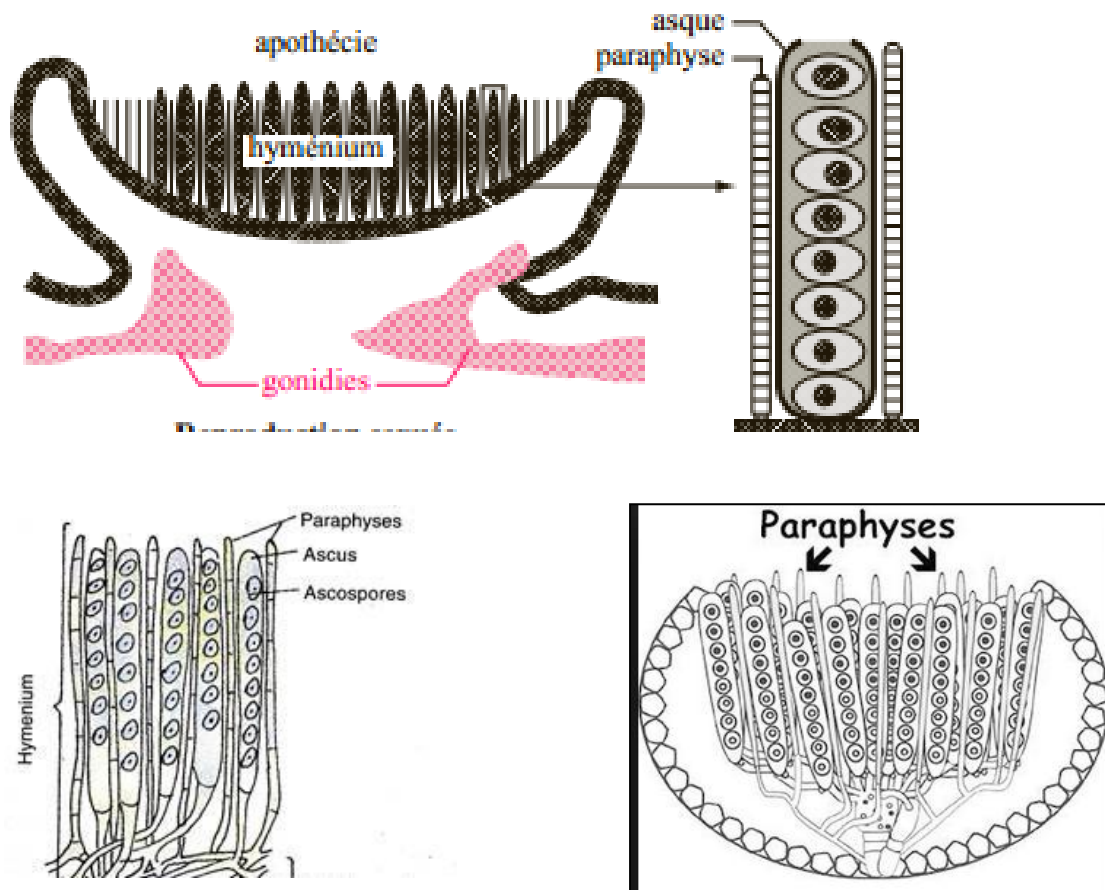 apothécie
asque
paraphyse
hyménium
gonidies
Paraphyses
Ascus
Ascospores
Hymenium
Paraphyses